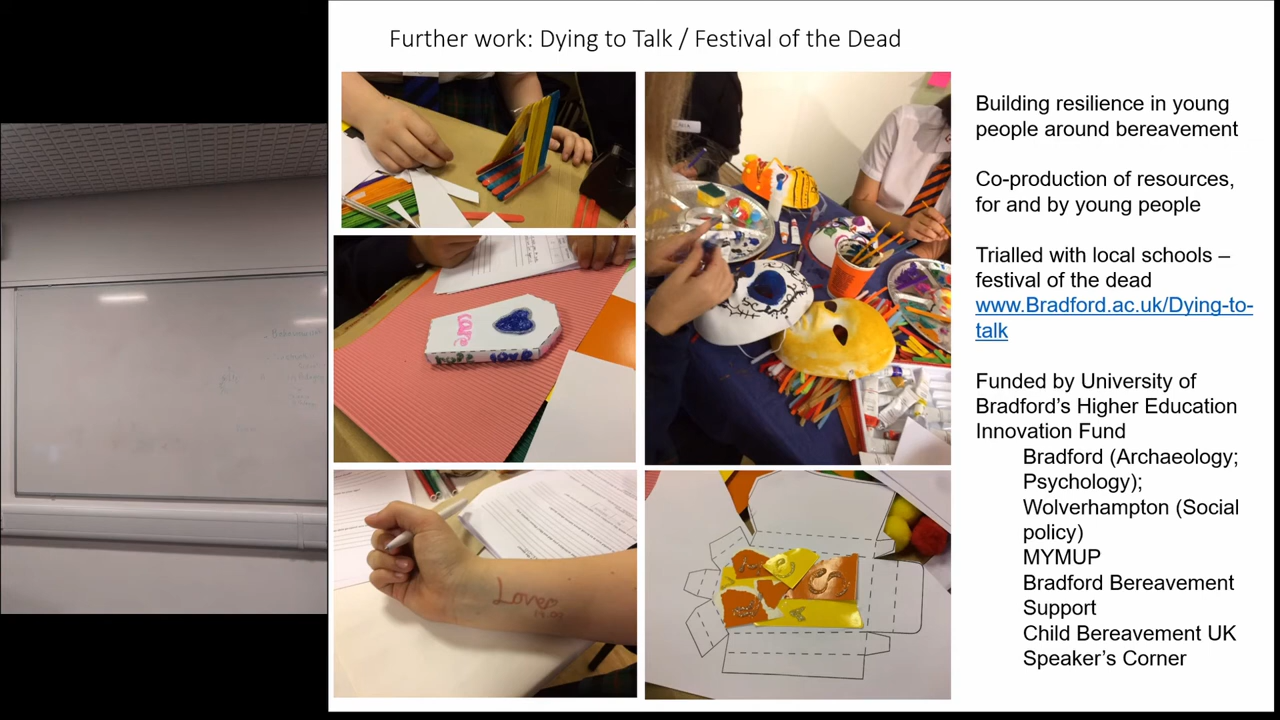 Further work: Dying to Talk / Festival of the Dead
Building resilience in young
people around bereavement
Co-production of resources,
for and by young people
Trialled with local schools –
festival of the dead
www.Bradford.ac.uk/Dying-to-
talk
Funded by University of
Bradford’s Higher Education
Innovation Fund
Bradford (Archaeology;
Psychology);
Wolverhampton (Social
policy)
MYMUP
Bradford Bereavement
Support
Child Bereavement UK
Speaker’s Corner
care
Love